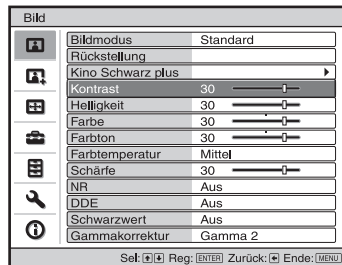 Bild
Bildmodus Standard
Rückstellung
Kino Schwarz plus
Kontrast 30
Helligkeit 30
Farbe 30
Farbton 30
Farbtemperatur Mittel
Schärfe 30
NR Aus
DDE Aus
Schwarzwert Aus
Gammakorrektur Gamma 2
Sel: Reg: ENTER Zurück: Ende: MENU